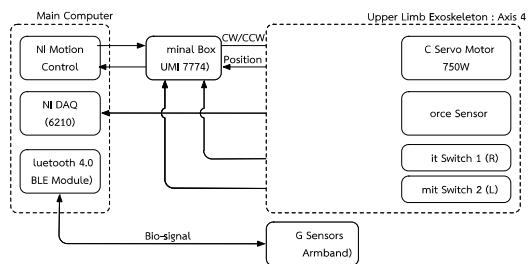 Main Computer
Upper Limb Exoskeleton : Axis 4
NI Motion
Control
minal Box
UMI 7774)
CW/CCW
Position
C Servo Motor
750W
NI DAQ
(6210)
orce Sensor
luetooth 4.0
BLE Module)
it Switch 1 (R)
mit Switch 2 (L)
Bio-signal
G Sensors
Armband)